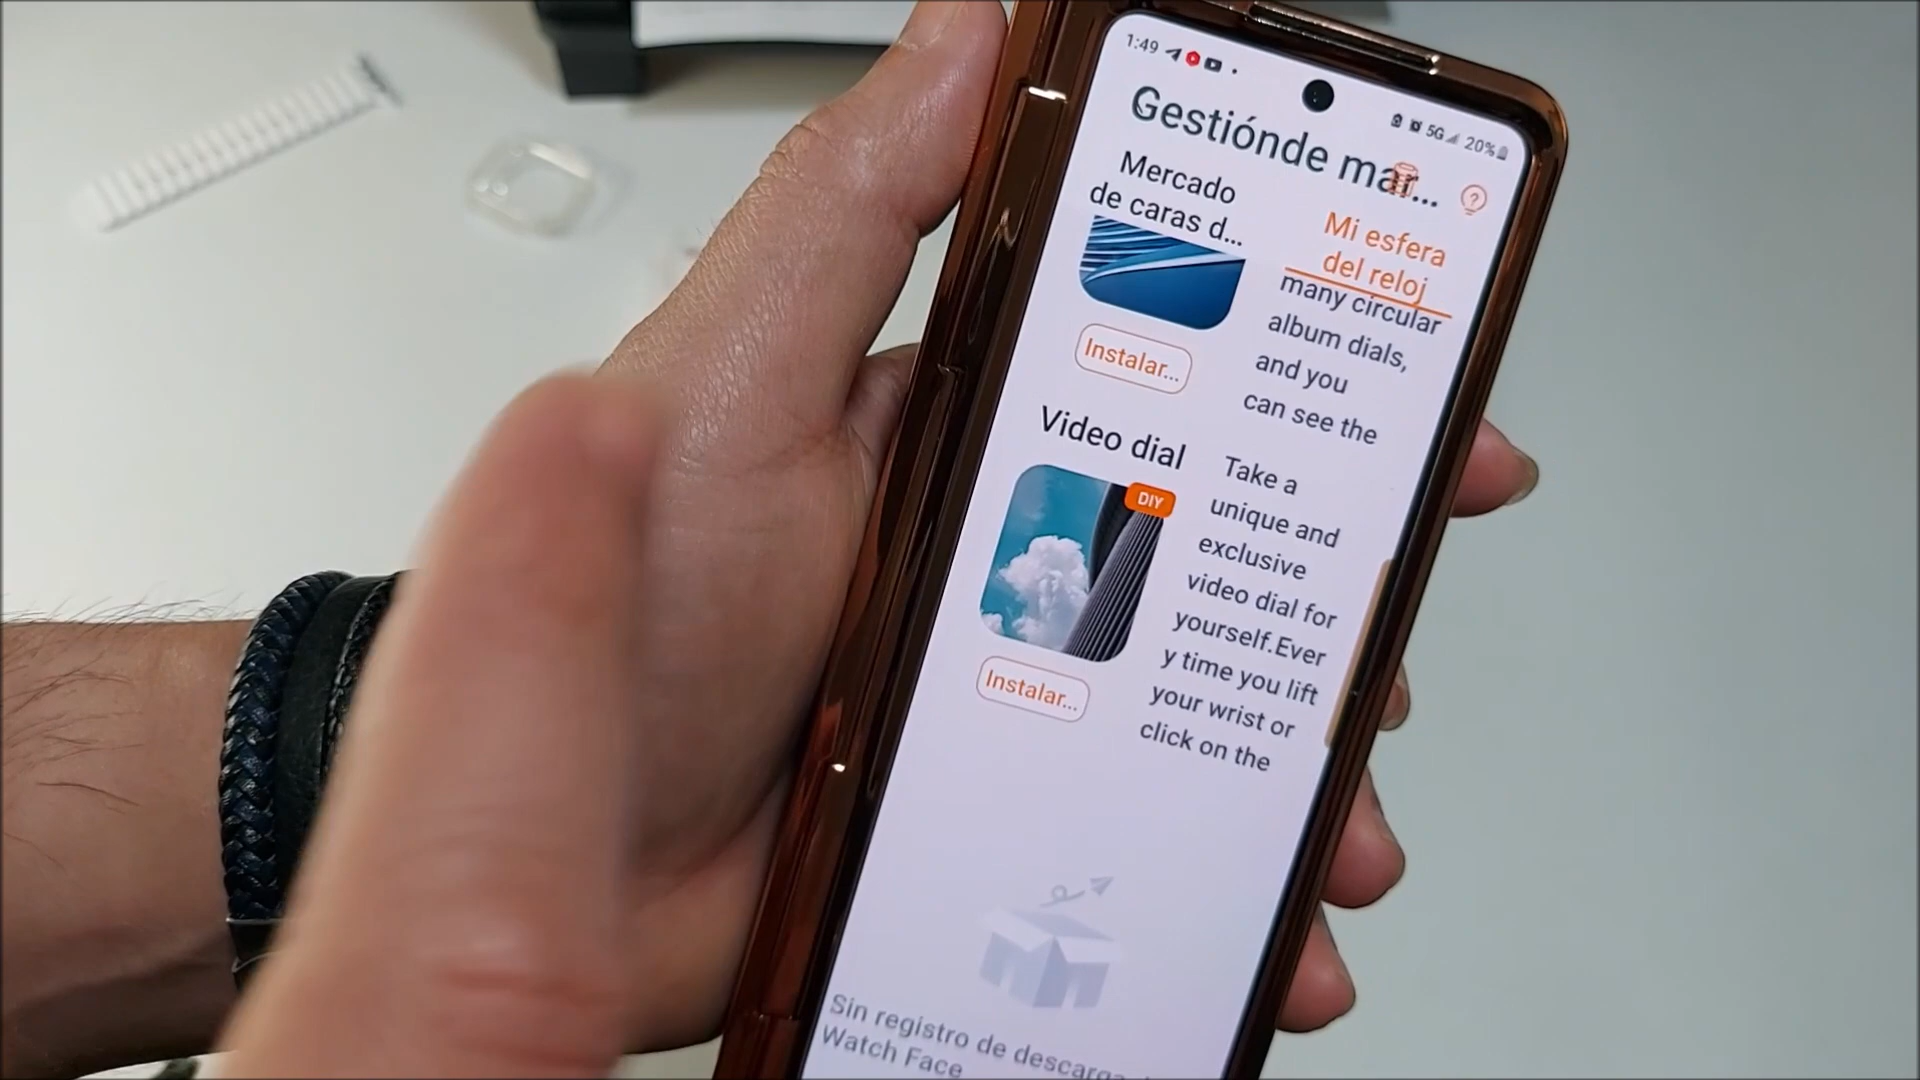 1:49
5G 20%
Gestiónde mar...
Mercado
de caras d...
Mi esfera
del reloj
many circular
album dials,
and you
can see the
Instalar...
Video dial
DIY
Instalar...
Take a
unique and
exclusive
video dial for
yourself.Ever
y time you lift
your wrist or
click on the
Sin registro de descarga
Watch Face